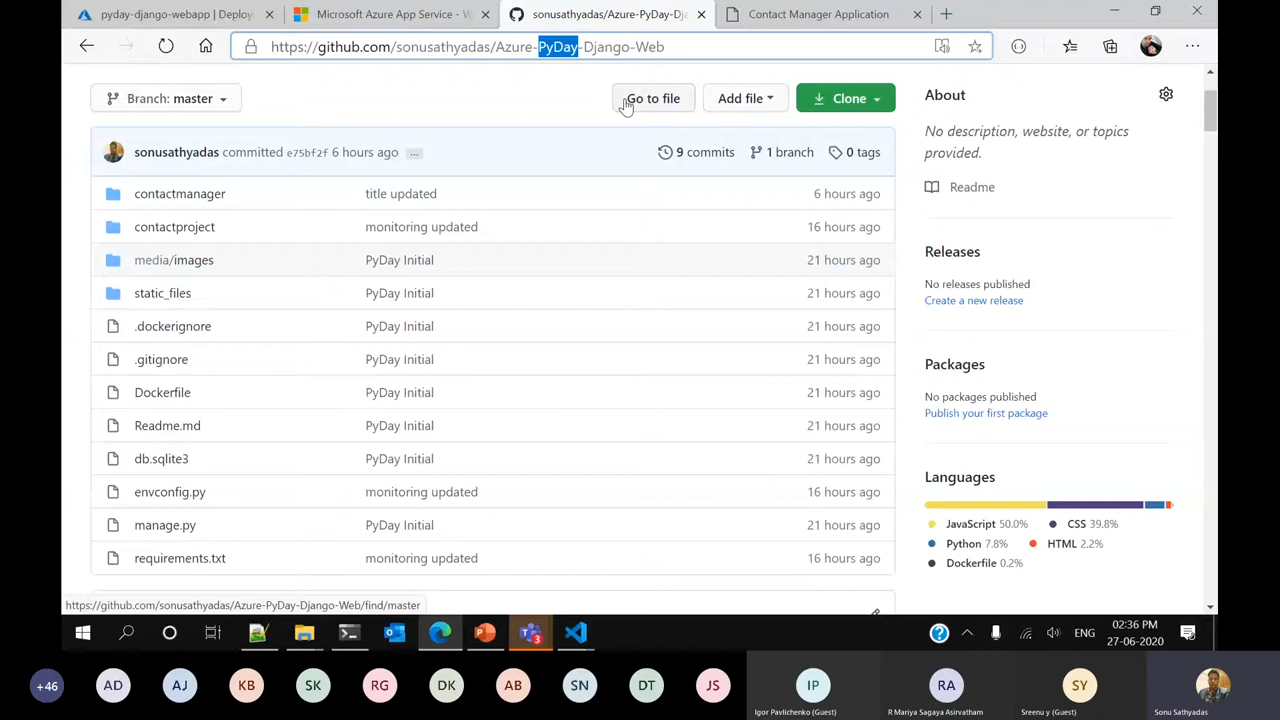 pyday-django-webapp | Deployi
Microsoft Azure App Service - W
sonusathyadas/Azure-PyDay-Dj
Contact Manager Application
https://github.com/sonusathyadas/Azure-PyDay-Django-Web
Branch: master
Go to file
Add file
Clone
About
No description, website, or topics
provided.
Readme
sonusathyadas committed e75bf2f 6 hours ago ...
9 commits
1 branch
0 tags
contactmanager title updated 6 hours ago
contactproject monitoring updated 16 hours ago
media/images PyDay Initial 21 hours ago
static_files PyDay Initial 21 hours ago
.dockerignore PyDay Initial 21 hours ago
.gitignore PyDay Initial 21 hours ago
Dockerfile PyDay Initial 21 hours ago
Readme.md PyDay Initial 21 hours ago
db.sqlite3 PyDay Initial 21 hours ago
envconfig.py monitoring updated 16 hours ago
manage.py PyDay Initial 21 hours ago
requirements.txt monitoring updated 16 hours ago
Releases
No releases published
Create a new release
Packages
No packages published
Publish your first package
Languages
JavaScript 50.0% CSS 39.8%
Python 7.8% HTML 2.2%
Dockerfile 0.2%
https://github.com/sonusathyadas/Azure-PyDay-Django-Web/find/master
3
ENG
02:36 PM
27-06-2020
+46 AD AJ KB SK RG DK AB SN DT JS IP RA SY
Igor Pavlichenko (Guest)
R Mariya Sagaya Asirvatham
Sreenu y (Guest)
Sonu Sathyadas